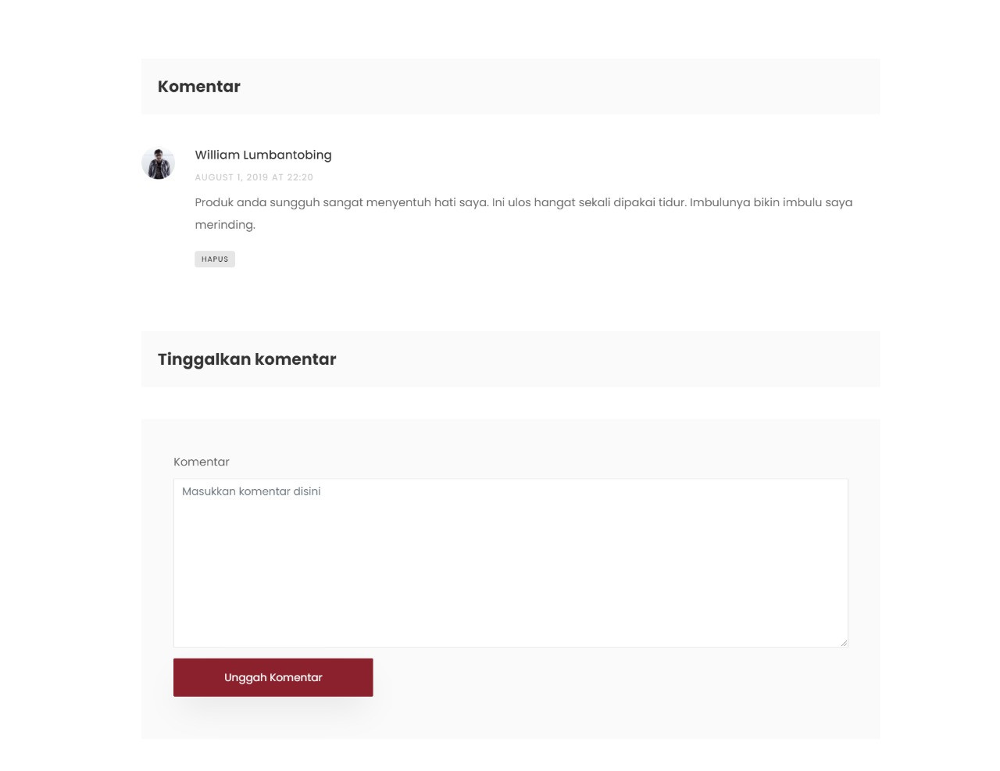 Komentar
William Lumbantobing
AUGUST 1, 2019 AT 22:20
Produk anda sungguh sangat menyentuh hati saya. Ini ulos hangat sekali dipakai tidur. Imbulunya bikin imbulu saya
merinding.
HAPUS
Tinggalkan komentar
Komentar
Masukkan komentar disini
Unggah Komentar